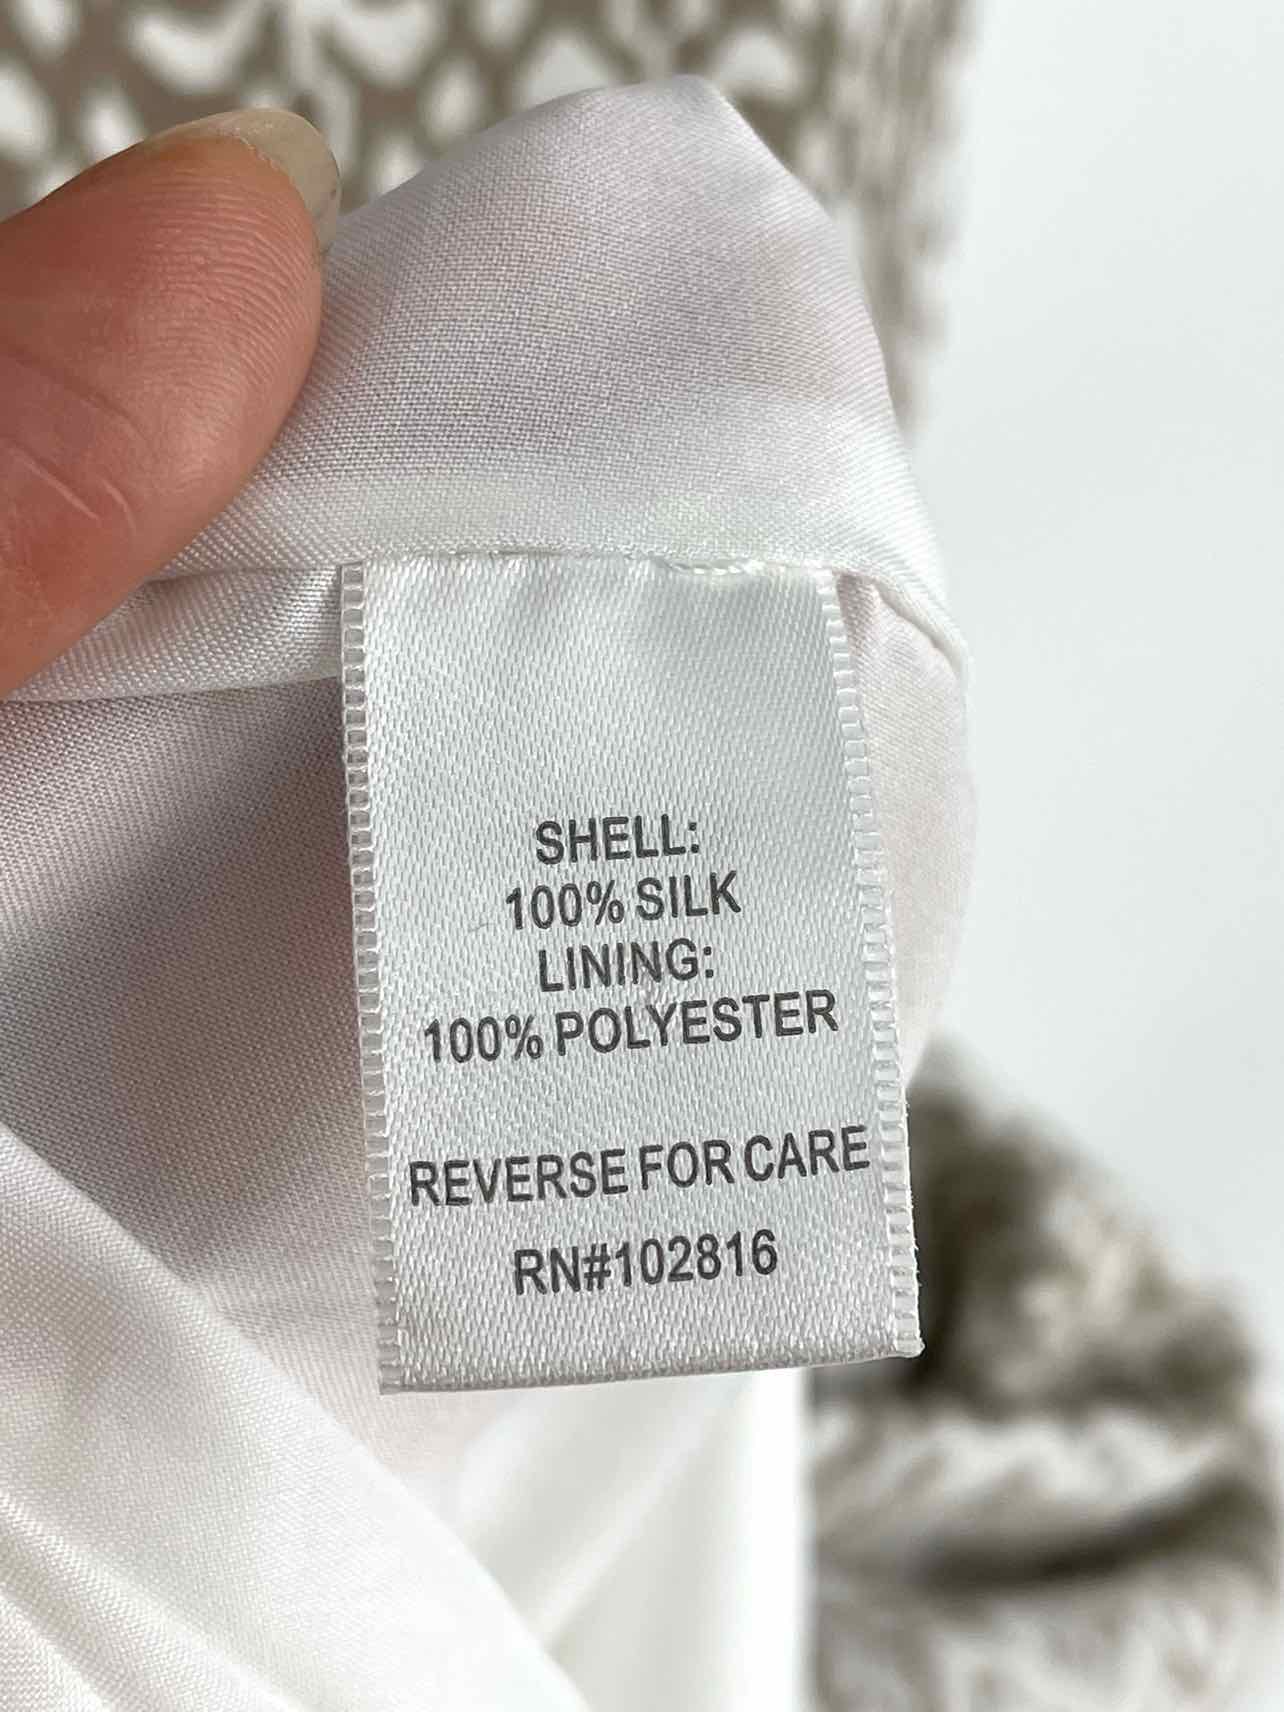 SHELL:
100% SILK
LINING:
100% POLYESTER
REVERSE FOR CARE
RN#102816